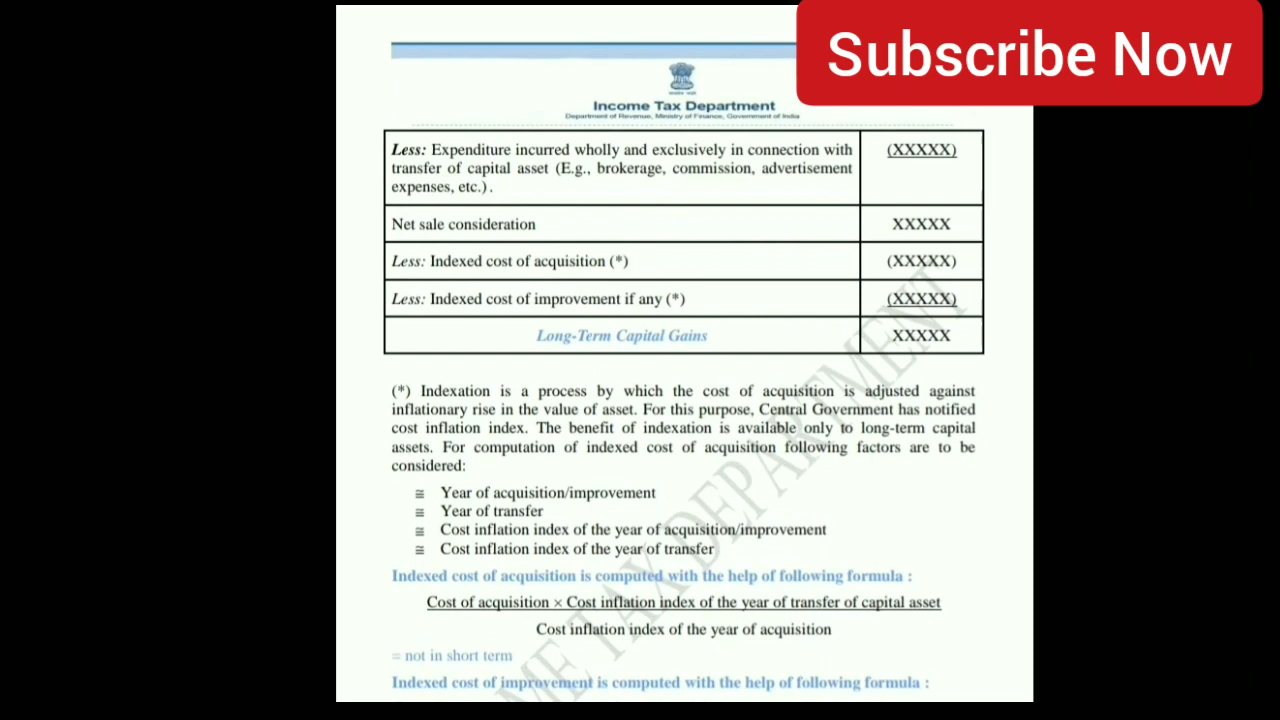 Subscribe Now
Income Tax Department
Department of Revenue, Ministry of Finance, Government of India
Less: Expenditure incurred wholly and exclusively in connection with (XXXXX)
transfer of capital asset (E.g., brokerage, commission, advertisement
expenses, etc.).
Net sale consideration XXXXX
Less: Indexed cost of acquisition (*) (XXXXX)
Less: Indexed cost of improvement if any (*) (XXXXX)
Long-Term Capital Gains XXXXX
(*) Indexation is a process by which the cost of acquisition is adjusted against
inflationary rise in the value of asset. For this purpose, Central Government has notified
cost inflation index. The benefit of indexation is available only to long-term capital
assets. For computation of indexed cost of acquisition following factors are to be
considered:
≅ Year of acquisition/improvement
≅ Year of transfer
≅ Cost inflation index of the year of acquisition/improvement
≅ Cost inflation index of the year of transfer
Indexed cost of acquisition is computed with the help of following formula :
Cost of acquisition × Cost inflation index of the year of transfer of capital asset
Cost inflation index of the year of acquisition
= not in short term
Indexed cost of improvement is computed with the help of following formula :
ME TAX DEPARTMENT